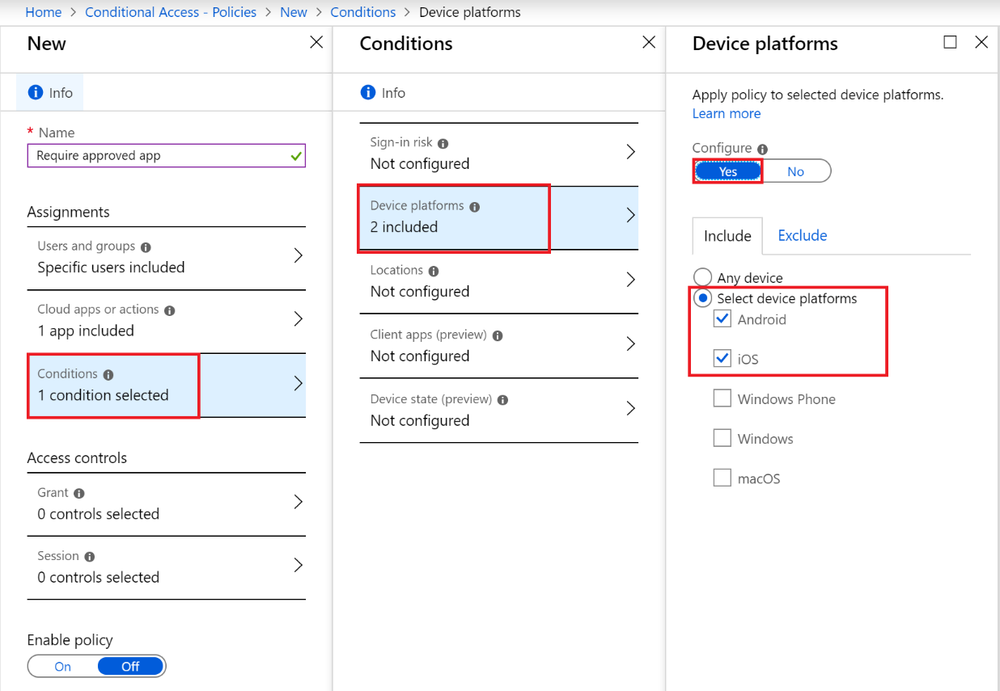 Home > Conditional Access - Policies > New > Conditions > Device platforms
New
Info
* Name
Require approved app
Assignments
Users and groups
Specific users included
Cloud apps or actions
1 app included
Conditions
1 condition selected
Access controls
Grant
0 controls selected
Session
0 controls selected
Enable policy
On Off
Conditions
Info
Sign-in risk
Not configured
Device platforms
2 included
Locations
Not configured
Client apps (preview)
Not configured
Device state (preview)
Not configured
Device platforms
Apply policy to selected device platforms.
Learn more
Configure
Yes No
Include Exclude
Any device
Select device platforms
Android
iOS
Windows Phone
Windows
macOS